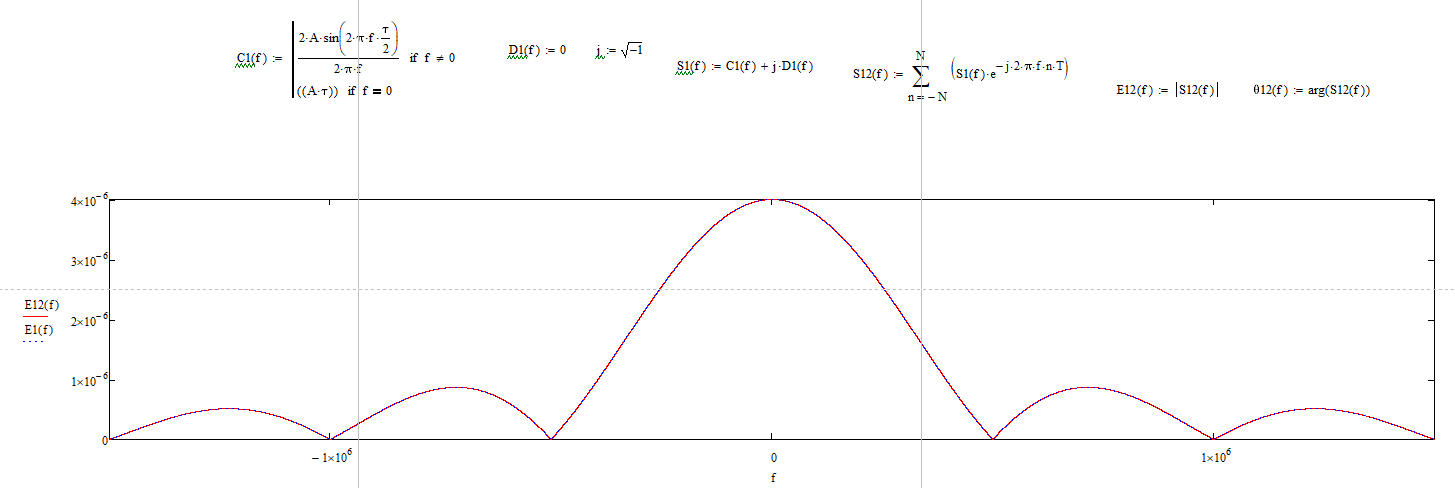 C1(f) := 2·A·sin(2·π·f·τ/2) / 2·π·f if f ≠ 0
((A·τ)) if f = 0
D1(f) := 0 j := √−1
S1(f) := C1(f) + j·D1(f)
S12(f) := ∑ n = −N N (S1(f)·e^−j·2·π·f·n·T)
E12(f) := |S12(f)| θ12(f) := arg(S12(f))
4×10^−6
3×10^−6
2×10^−6
1×10^−6
0
E12(f)
E1(f)
−1×10^6 0 1×10^6
f